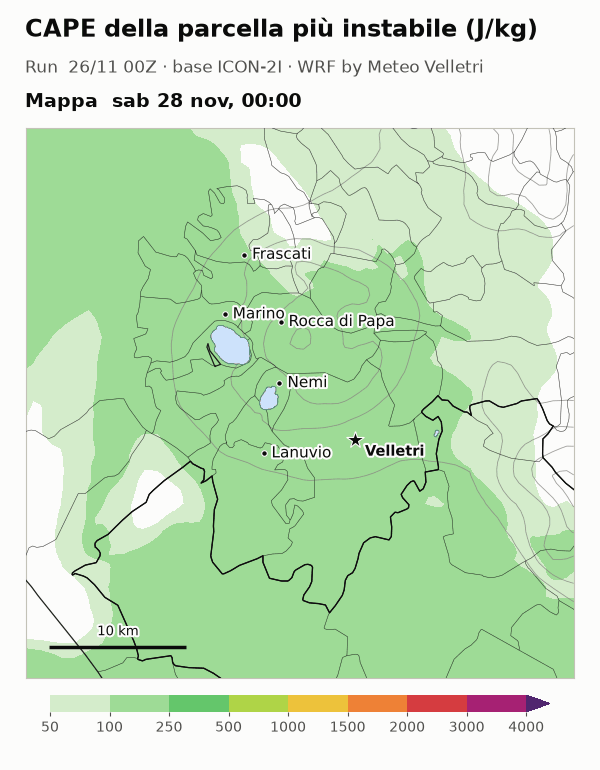 CAPE della parcella più instabile (J/kg)
Run  26/11 00Z · base ICON-2I · WRF by Meteo Velletri
Mappa  sab 28 nov, 00:00
Frascati
Marino
Rocca di Papa
Nemi
Velletri
Lanuvio
10 km
50 100 250 500 1000 1500 2000 3000 4000